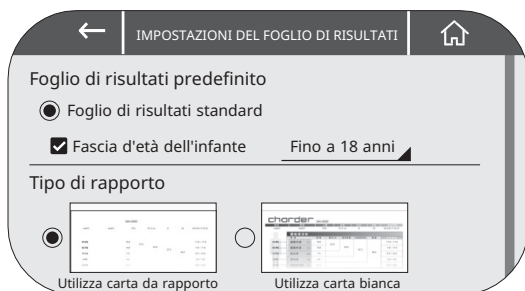 IMPOSTAZIONI DEL FOGLIO DI RISULTATI
Foglio di risultati predefinito
Foglio di risultati standard
Fascia d'età dell'infante Fino a 18 anni
Tipo di rapporto
charder
Utilizza carta da rapporto Utilizza carta bianca